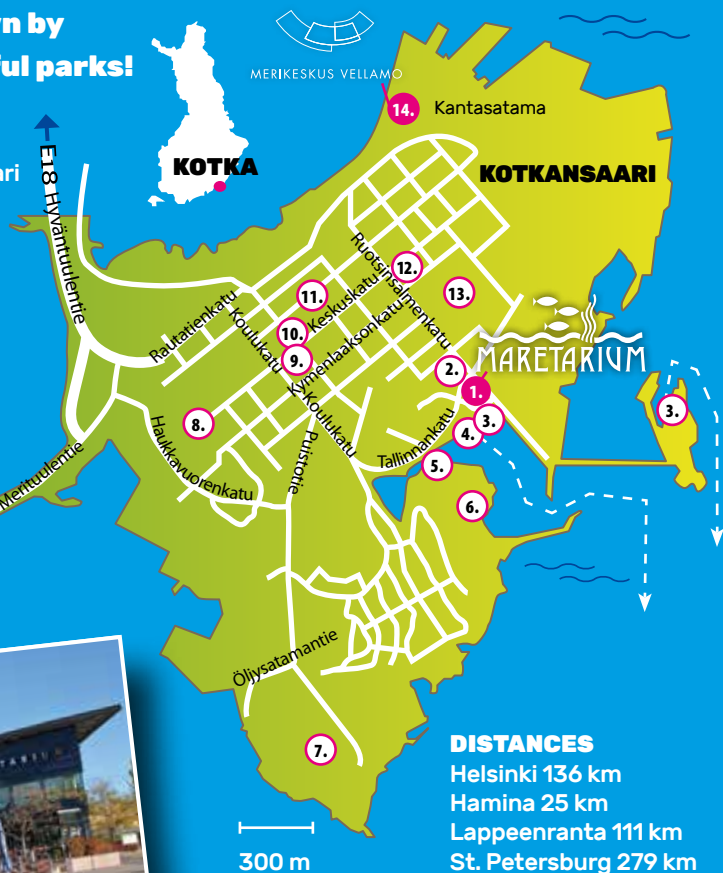 n by
ful parks!
MERIKESKUS VELLAMO
14.
Kantasatama
KOTKA
KOTKANSAARI
ri
E18 Hyväntuulentie
Ruotsinsalmenkatu
12.
13.
11.
Keskuskatu
10.
Rautatienkatu
Koulukatu
Kymenlaaksonkatu
9.
MARETARIUM
2.
1.
3.
3.
4.
8.
Koulukatu
Tallinnankatu
5.
Haukkavuorenkatu
Puistotie
6.
Merituulentie
Öljysatamantie
7.
300 m
DISTANCES
Helsinki 136 km
Hamina 25 km
Lappeenranta 111 km
St. Petersburg 279 km